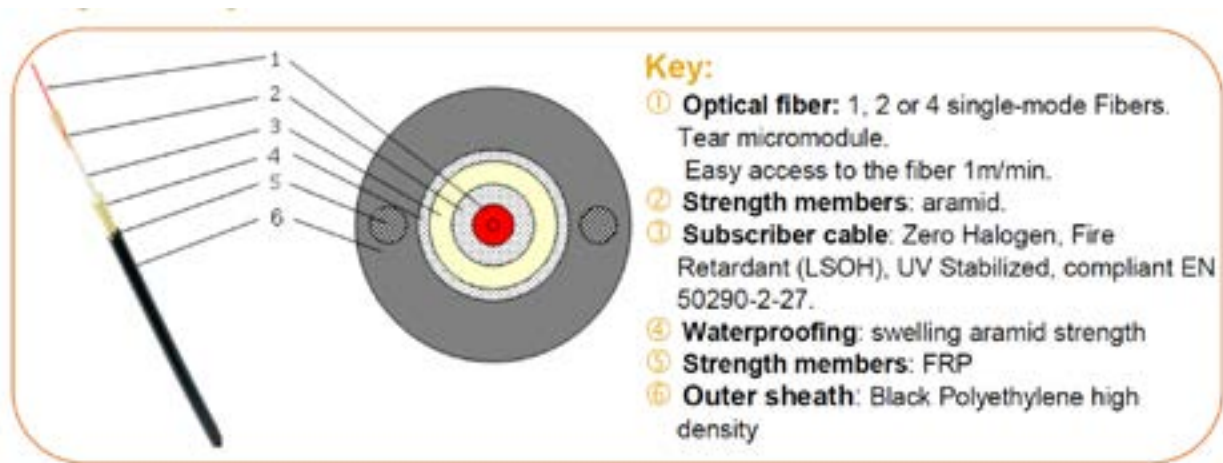 1
2
3
4
5
6
Key:
① Optical fiber: 1, 2 or 4 single-mode Fibers.
Tear micromodule.
Easy access to the fiber 1m/min.
② Strength members: aramid.
③ Subscriber cable: Zero Halogen, Fire
Retardant (LSOH), UV Stabilized, compliant EN
50290-2-27.
④ Waterproofing: swelling aramid strength
⑤ Strength members: FRP
⑥ Outer sheath: Black Polyethylene high
density